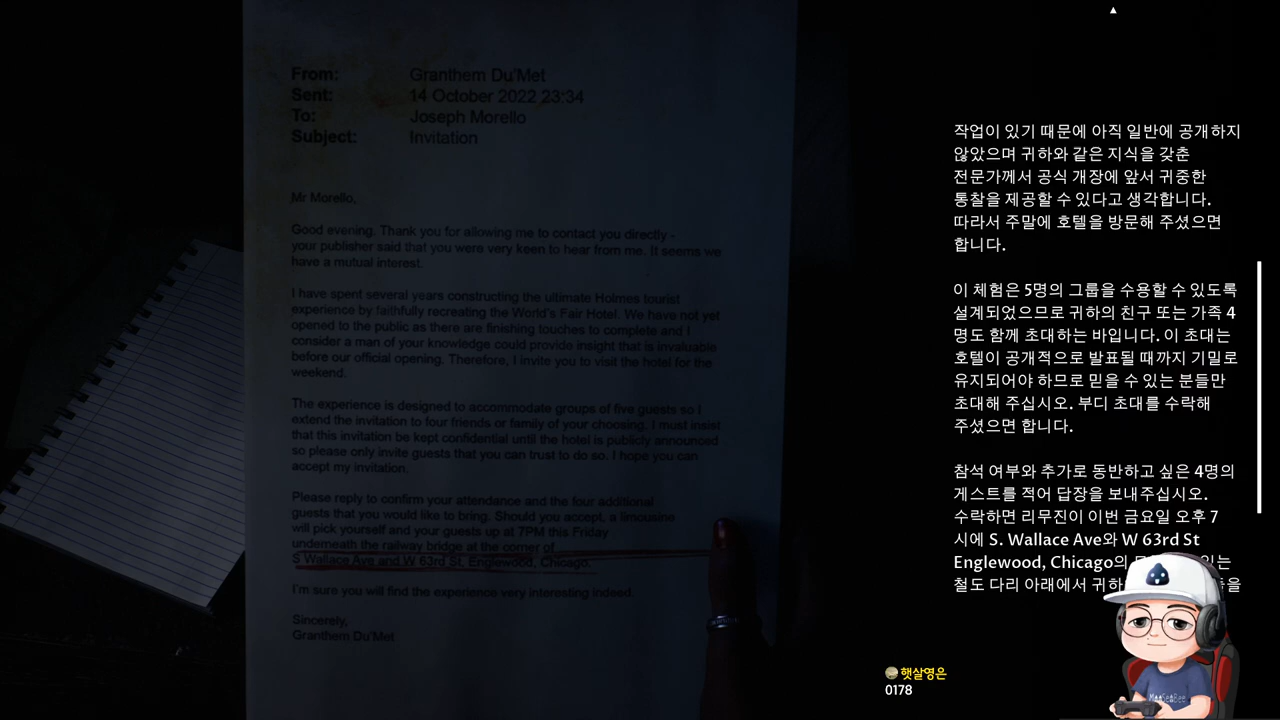 From: Granthem Du'Met
Sent: 14 October 2022 23:34
To: Joseph Morello
Subject: Invitation
Mr Morello,
Good evening. Thank you for allowing me to contact you directly -
your publisher said that you were very keen to hear from me. It seems we
have a mutual interest.
I have spent several years constructing the ultimate Holmes tourist
experience by faithfully recreating the World's Fair Hotel. We have not yet
opened to the public as there are finishing touches to complete and I
consider a man of your knowledge could provide insight that is invaluable
before our official opening. Therefore, I invite you to visit the hotel for the
weekend.
The experience is designed to accommodate groups of five guests so I
extend the invitation to four friends or family of your choosing. I must insist
that this invitation be kept confidential until the hotel is publicly announced
so please only invite guests that you can trust to do so. I hope you can
accept my invitation.
Please reply to confirm your attendance and the four additional
guests that you would like to bring. Should you accept, a limousine
will pick yourself and your guests up at 7PM this Friday
underneath the railway bridge at the corner of
S Wallace Ave and W 63rd St, Englewood, Chicago.
I'm sure you will find the experience very interesting indeed.
Sincerely,
Granthem Du'Met
작업이 있기 때문에 아직 일반에 공개하지
않았으며 귀하와 같은 지식을 갖춘
전문가께서 공식 개장에 앞서 귀중한
통찰을 제공할 수 있다고 생각합니다.
따라서 주말에 호텔을 방문해 주셨으면
합니다.
이 체험은 5명의 그룹을 수용할 수 있도록
설계되었으므로 귀하의 친구 또는 가족 4
명도 함께 초대하는 바입니다. 이 초대는
호텔이 공개적으로 발표될 때까지 기밀로
유지되어야 하므로 믿을 수 있는 분들만
초대해 주십시오. 부디 초대를 수락해
주셨으면 합니다.
참석 여부와 추가로 동반하고 싶은 4명의
게스트를 적어 답장을 보내주십시오.
수락하면 리무진이 이번 금요일 오후 7
시에 S. Wallace Ave와 W 63rd St
Englewood, Chicago의
철도 다리 아래에서
햇살영은
0178